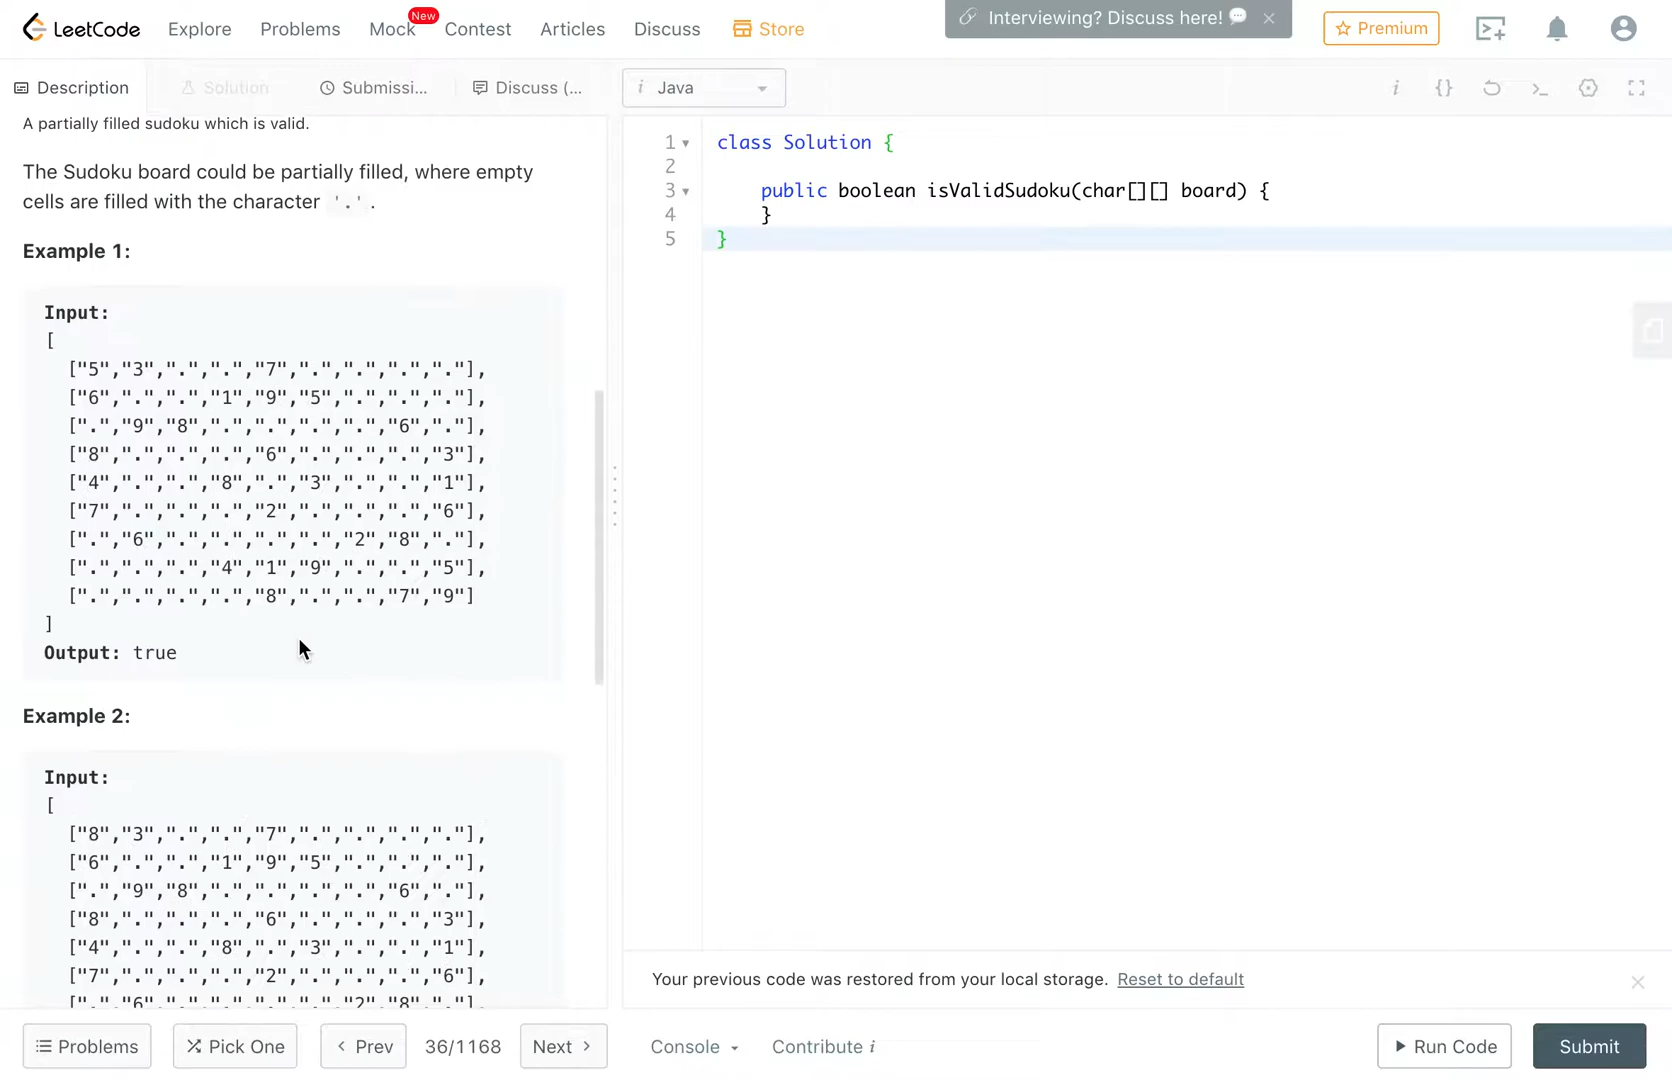 LeetCode Explore Problems Mock New Contest Articles Discuss Store Interviewing? Discuss here! 💬 × Premium
Description Solution Submissi... Discuss (... i Java i {}
A partially filled sudoku which is valid.
The Sudoku board could be partially filled, where empty
cells are filled with the character '.'.
Example 1:
Input:
[
["5","3",".",".","7",".",".",".","."],
["6",".",".","1","9","5",".",".","."],
[".","9","8",".",".",".",".","6","."],
["8",".",".",".","6",".",".",".","3"],
["4",".",".","8",".","3",".",".","1"],
["7",".",".",".","2",".",".",".","6"],
[".","6",".",".",".",".","2","8","."],
[".",".",".","4","1","9",".",".","5"],
[".",".",".",".","8",".",".","7","9"]
]
Output: true
Example 2:
Input:
[
["8","3",".",".","7",".",".",".","."],
["6",".",".","1","9","5",".",".","."],
[".","9","8",".",".",".",".","6","."],
["8",".",".",".","6",".",".",".","3"],
["4",".",".","8",".","3",".",".","1"],
["7",".",".",".","2",".",".",".","6"],
[".","6",".",".",".",".","2","8","."],
1 class Solution {
2
3 public boolean isValidSudoku(char[][] board) {
4 }
5 }
Your previous code was restored from your local storage. Reset to default ×
Problems Pick One Prev 36/1168 Next Console Contribute i Run Code Submit